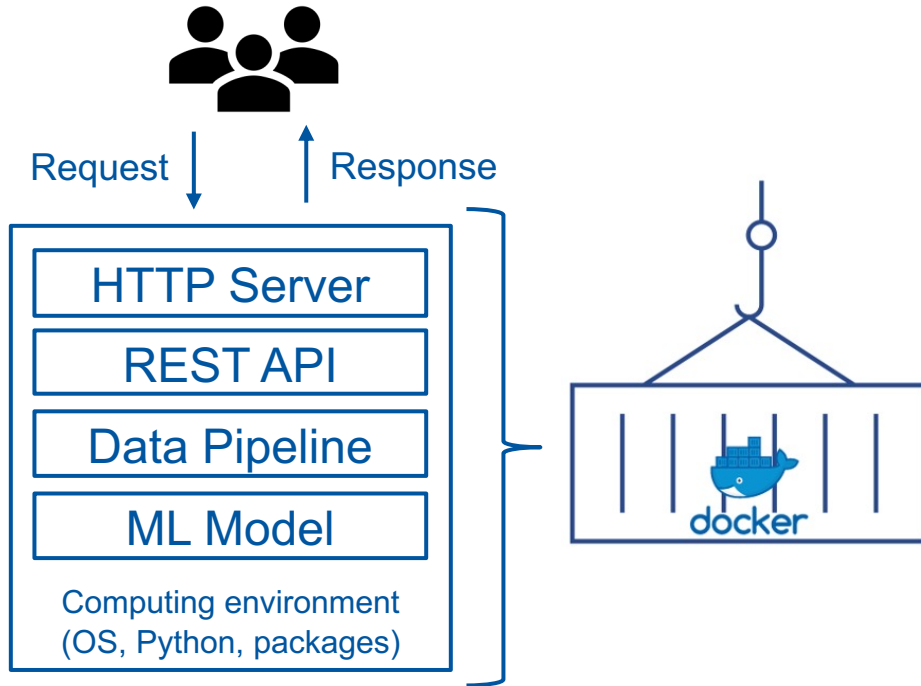 Request
Response
HTTP Server
REST API
Data Pipeline
ML Model
Computing environment
(OS, Python, packages)
docker